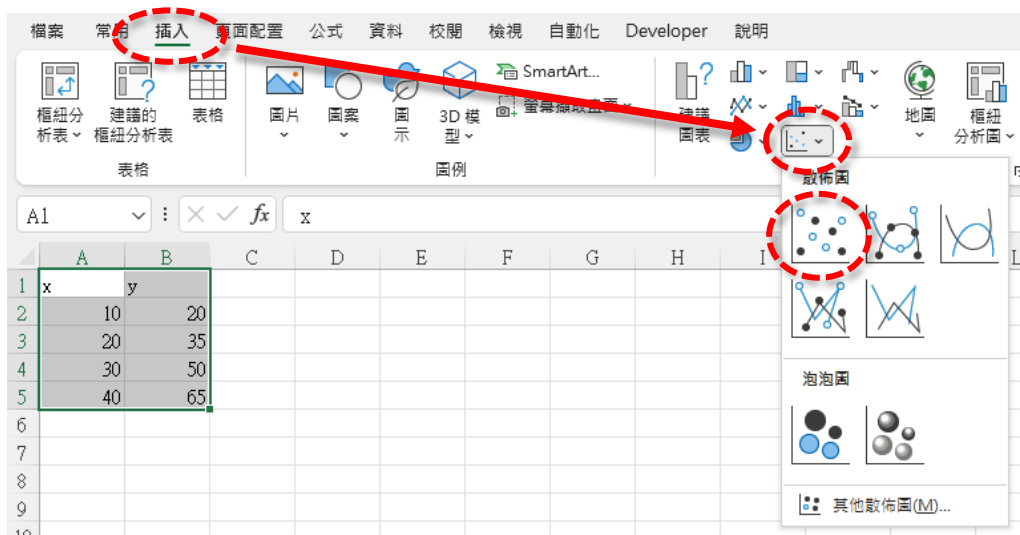 檔案 常用 插入 頁面配置 公式 資料 校閱 檢視 自動化 Developer 說明
樞紐分析表 建議的樞紐分析表 表格 圖片 圖案 圖示 3D 模型 SmartArt... 螢幕擷取畫面 建議圖表 地圖 樞紐分析圖
表格 圖例
A1 fx x
A B C D E F G H I L
1 x y
2 10 20
3 20 35
4 30 50
5 40 65
6
7
8
9
10
散佈圖
泡泡圖
其他散佈圖(M)...